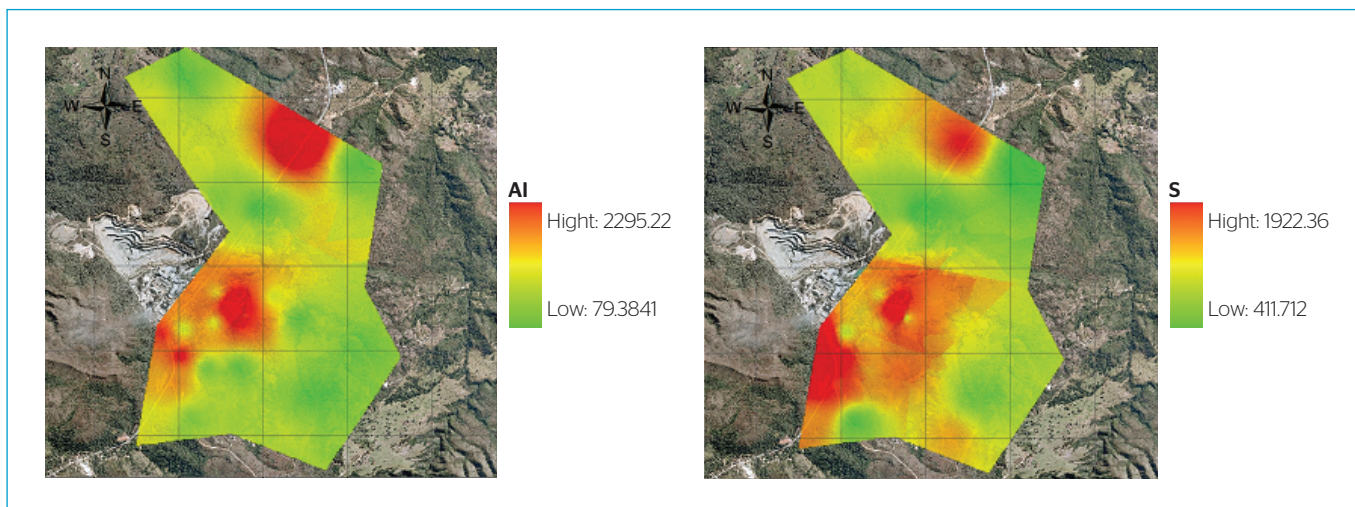 N
W E
S
Al
Hight: 2295.22
Low: 79.3841
N
W E
S
S
Hight: 1922.36
Low: 411.712